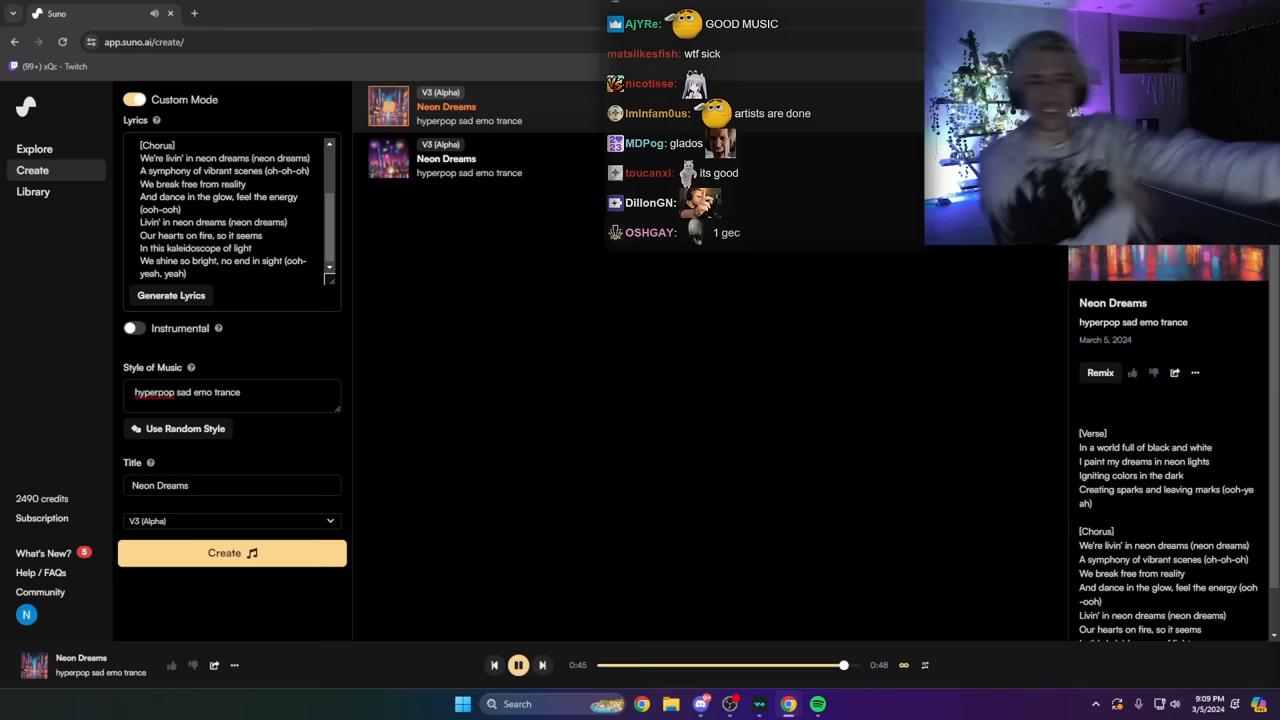 Suno
app.suno.ai/create/
(99+) xQc - Twitch
Explore
Create
Library
2490 credits
Subscription
What's New? 5
Help / FAQs
Community
N
Custom Mode
Lyrics
[Chorus]
We're livin' in neon dreams (neon dreams)
A symphony of vibrant scenes (oh-oh-oh)
We break free from reality
And dance in the glow, feel the energy
(ooh-ooh)
Livin' in neon dreams (neon dreams)
Our hearts on fire, so it seems
In this kaleidoscope of light
We shine so bright, no end in sight (ooh-
yeah, yeah)
Generate Lyrics
Instrumental
Style of Music
hyperpop sad emo trance
Use Random Style
Title
Neon Dreams
V3 (Alpha)
Create
V3 (Alpha)
Neon Dreams
hyperpop sad emo trance
V3 (Alpha)
Neon Dreams
hyperpop sad emo trance
AjYRe: GOOD MUSIC
matslikesfish: wtf sick
nicotisse:
ImInfam0us: artists are done
MDPog: glados
toucanxi: its good
DillonGN:
OSHGAY: 1 gec
Neon Dreams
hyperpop sad emo trance
March 5, 2024
Remix
[Verse]
In a world full of black and white
I paint my dreams in neon lights
Igniting colors in the dark
Creating sparks and leaving marks (ooh-ye
ah)
[Chorus]
We're livin' in neon dreams (neon dreams)
A symphony of vibrant scenes (oh-oh-oh)
We break free from reality
And dance in the glow, feel the energy (ooh
-ooh)
Livin' in neon dreams (neon dreams)
Our hearts on fire, so it seems
Neon Dreams
hyperpop sad emo trance
0:45
0:48
Search
9:09 PM
3/5/2024